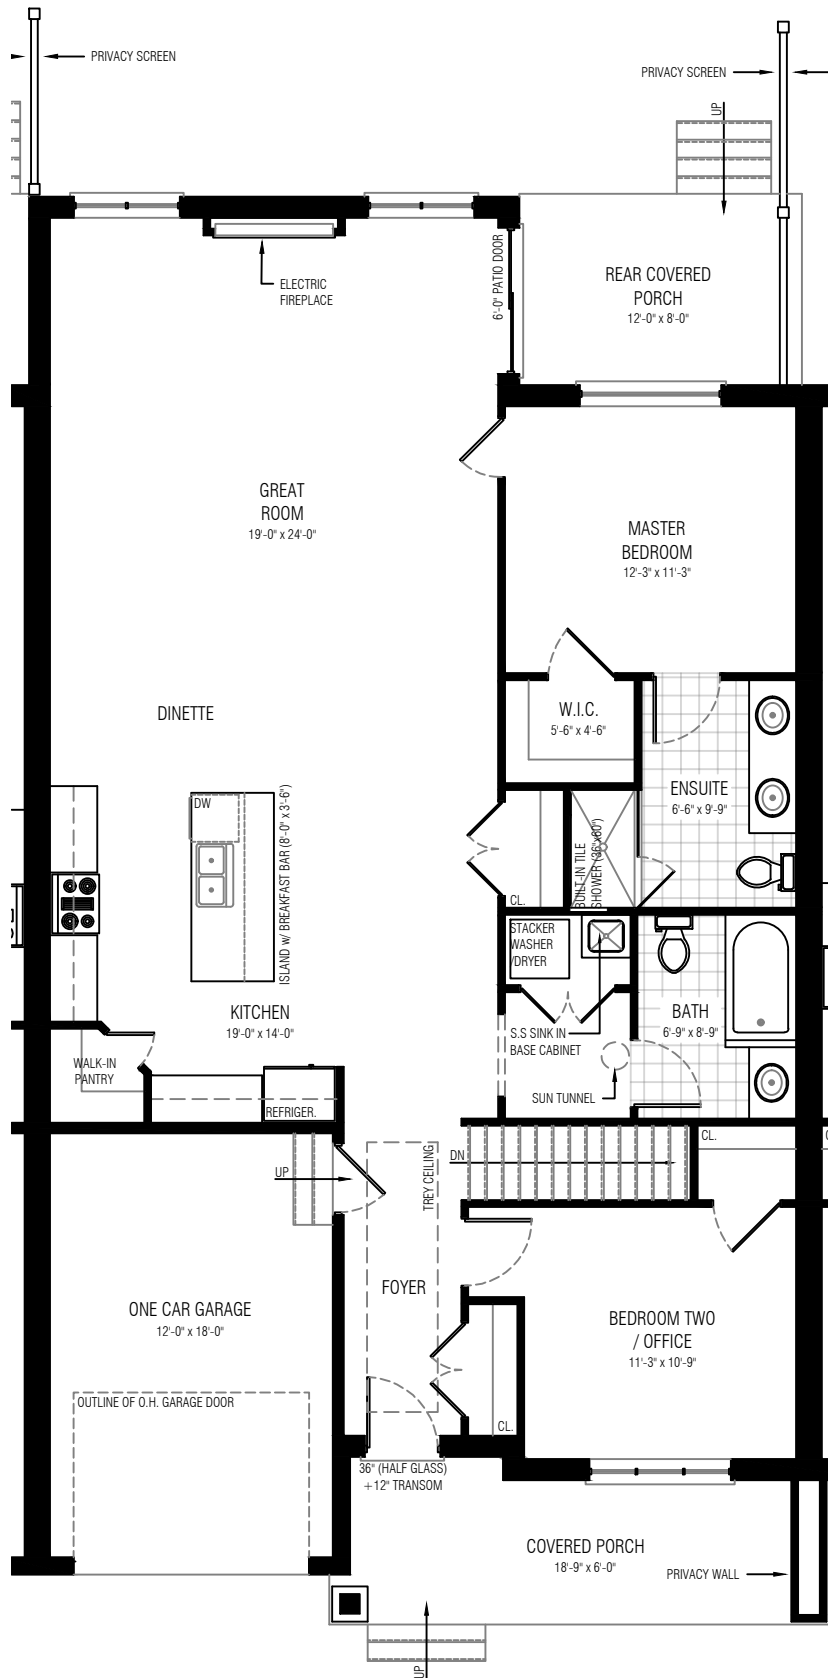 PRIVACY SCREEN
PRIVACY SCREEN
UP
ELECTRIC
FIREPLACE
6'-0" PATIO DOOR
REAR COVERED
PORCH
12'-0" x 8'-0"
GREAT
ROOM
19'-0" x 24'-0"
MASTER
BEDROOM
12'-3" x 11'-3"
DINETTE
W.I.C.
5'-6" x 4'-6"
ENSUITE
6'-6" x 9'-9"
DW
ISLAND w/ BREAKFAST BAR (8'-0" x 3'-6")
BUILT-IN TILE
SHOWER (36"x60")
CL.
STACKER
WASHER
/DRYER
KITCHEN
19'-0" x 14'-0"
S.S SINK IN
BASE CABINET
BATH
6'-9" x 8'-9"
WALK-IN
PANTRY
SUN TUNNEL
REFRIGER.
UP
TREY CEILING
DN
CL.
FOYER
ONE CAR GARAGE
12'-0" x 18'-0"
BEDROOM TWO
/ OFFICE
11'-3" x 10'-9"
OUTLINE OF O.H. GARAGE DOOR
CL.
36" (HALF GLASS)
+12" TRANSOM
COVERED PORCH
18'-9" x 6'-0"
PRIVACY WALL
UP